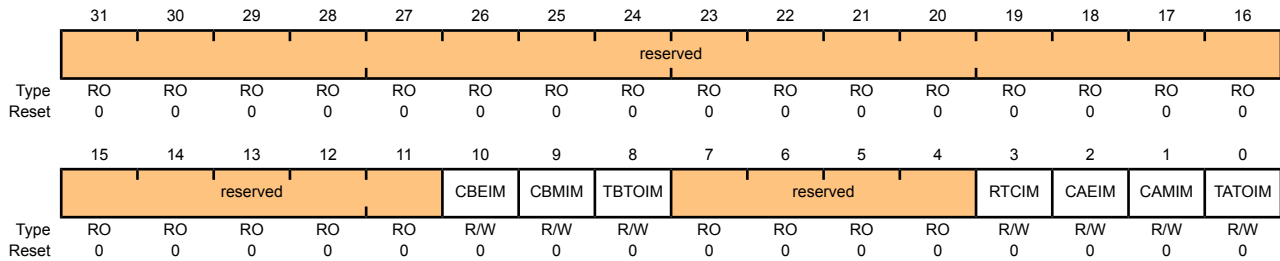 31 30 29 28 27 26 25 24 23 22 21 20 19 18 17 16
reserved
Type RO RO RO RO RO RO RO RO RO RO RO RO RO RO RO RO
Reset 0 0 0 0 0 0 0 0 0 0 0 0 0 0 0 0
15 14 13 12 11 10 9 8 7 6 5 4 3 2 1 0
reserved CBEIM CBMIM TBTOIM reserved RTCIM CAEIM CAMIM TATOIM
Type RO RO RO RO RO R/W R/W R/W RO RO RO RO R/W R/W R/W R/W
Reset 0 0 0 0 0 0 0 0 0 0 0 0 0 0 0 0